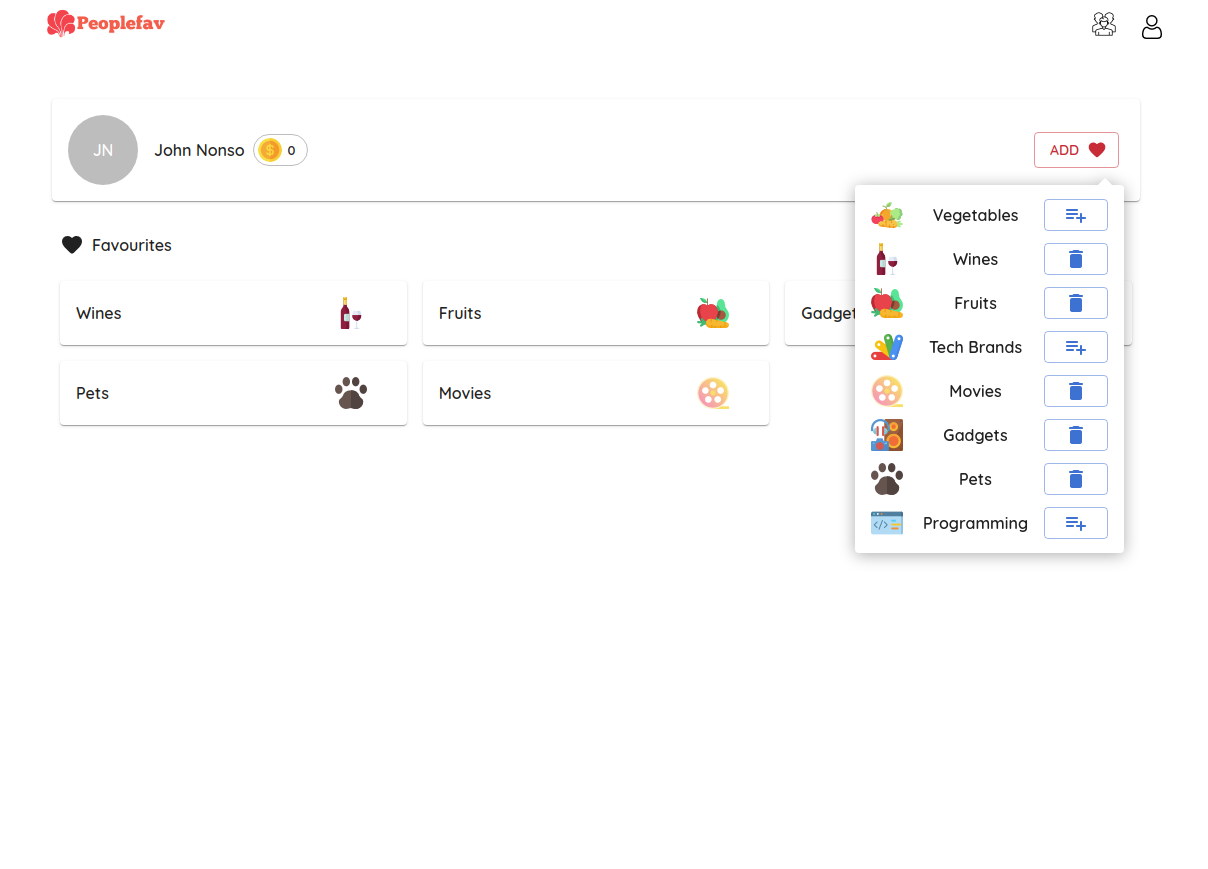 Peoplefav
JN
John Nonso
0
ADD
Favourites
Wines
Fruits
Gadget
Pets
Movies
Vegetables
Wines
Fruits
Tech Brands
Movies
Gadgets
Pets
Programming